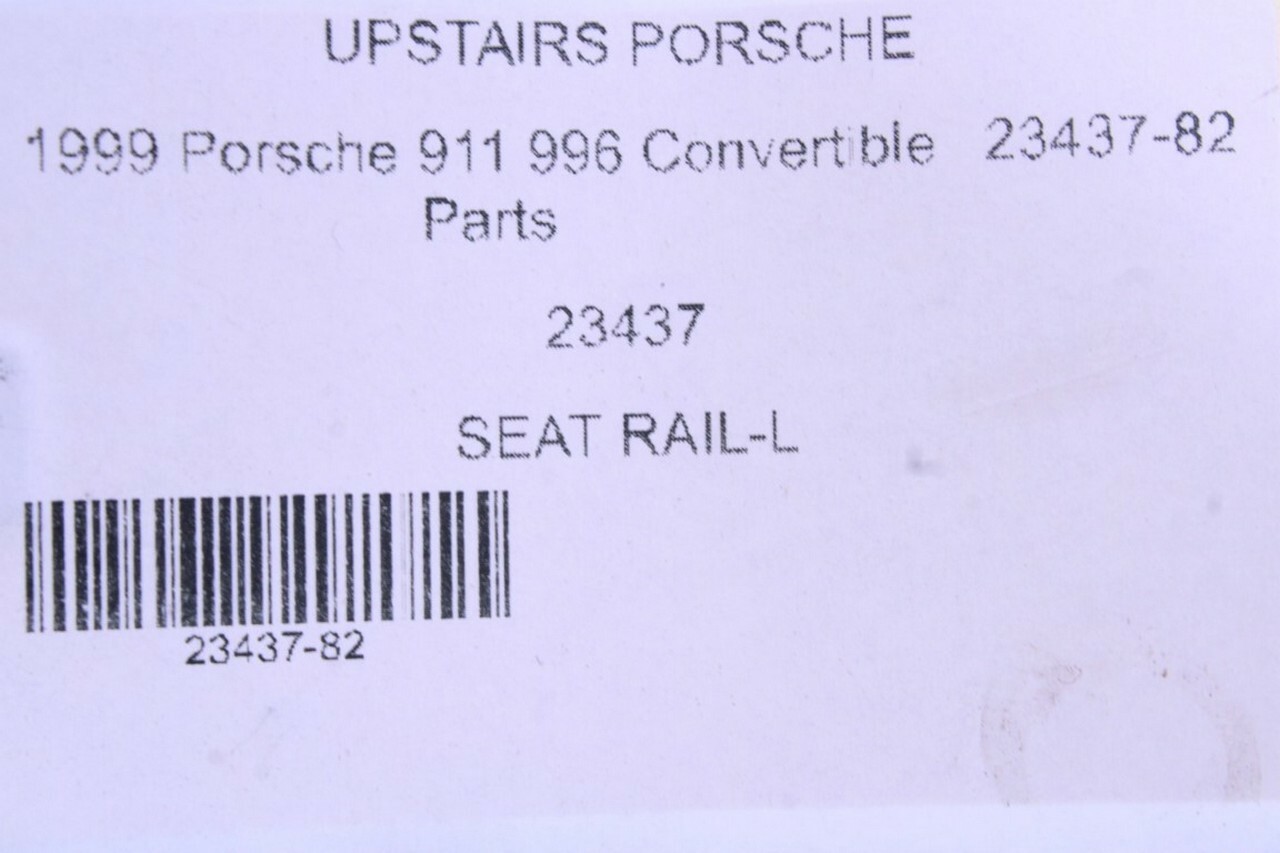 UPSTAIRS PORSCHE
1999 Porsche 911 996 Convertible 23437-82
Parts
23437
SEAT RAIL-L
23437-82